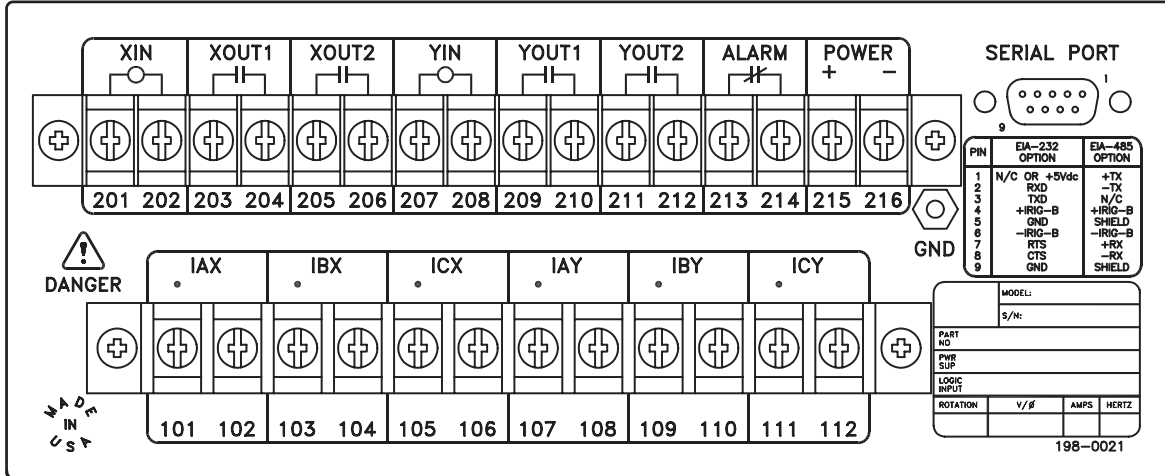 XIN XOUT1 XOUT2 YIN YOUT1 YOUT2 ALARM POWER
+ −
201 202 203 204 205 206 207 208 209 210 211 212 213 214 215 216
SERIAL PORT
1
9
PIN EIA–232 OPTION EIA–485 OPTION
1 N/C OR +5Vdc +TX
2 RXD −TX
3 TXD N/C
4 +IRIG–B +IRIG–B
5 GND SHIELD
6 −IRIG–B −IRIG–B
7 RTS +RX
8 CTS −RX
9 GND SHIELD
GND
DANGER
IAX IBX ICX IAY IBY ICY
101 102 103 104 105 106 107 108 109 110 111 112
MADE
IN
USA
MODEL:
S/N:
PART
NO
PWR
SUP
LOGIC
INPUT
ROTATION V/Ø AMPS HERTZ
198–0021